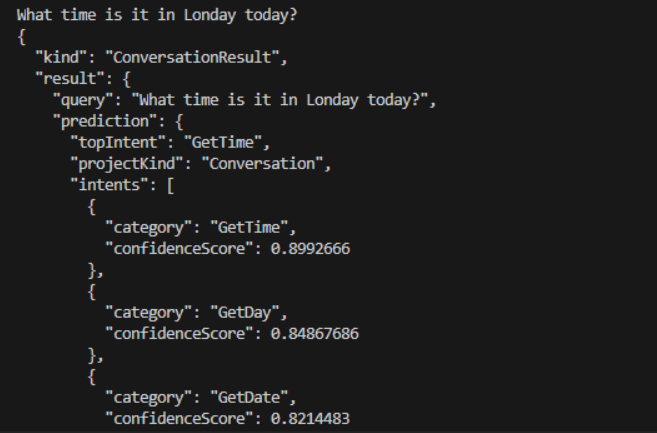 What time is it in Londay today?
{
"kind": "ConversationResult",
"result": {
"query": "What time is it in Londay today?",
"prediction": {
"topIntent": "GetTime",
"projectKind": "Conversation",
"intents": [
{
"category": "GetTime",
"confidenceScore": 0.8992666
},
{
"category": "GetDay",
"confidenceScore": 0.84867686
},
{
"category": "GetDate",
"confidenceScore": 0.8214483